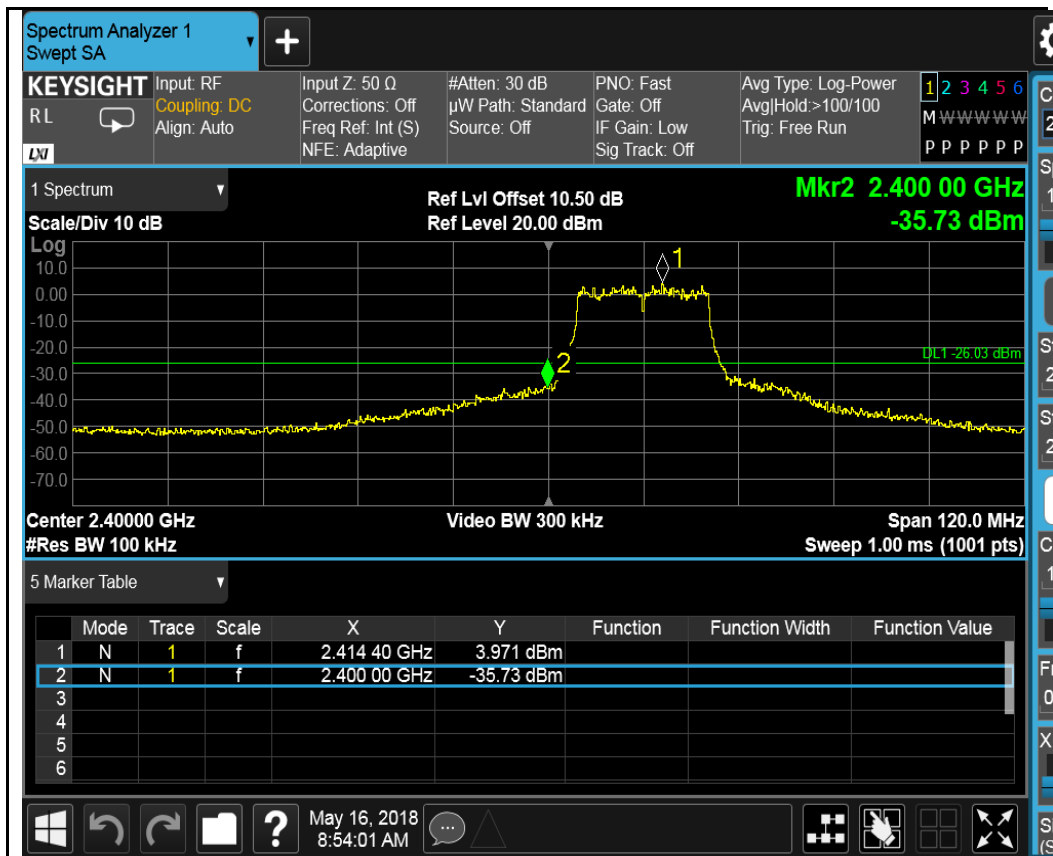 Spectrum Analyzer 1
Swept SA
KEYSIGHT
RL
LXI
Input: RF
Coupling: DC
Align: Auto
Input Z: 50 Ω
Corrections: Off
Freq Ref: Int (S)
NFE: Adaptive
#Atten: 30 dB
µW Path: Standard
Source: Off
PNO: Fast
Gate: Off
IF Gain: Low
Sig Track: Off
Avg Type: Log-Power
Avg|Hold:>100/100
Trig: Free Run
1 2 3 4 5 6
M W W W W W
P P P P P P
1 Spectrum
Scale/Div 10 dB
Ref Lvl Offset 10.50 dB
Ref Level 20.00 dBm
Mkr2 2.400 00 GHz
-35.73 dBm
Log
10.0
0.00
-10.0
-20.0
-30.0
-40.0
-50.0
-60.0
-70.0
1
2
DL1 -26.03 dBm
Center 2.40000 GHz
Video BW 300 kHz
Span 120.0 MHz
#Res BW 100 kHz
Sweep 1.00 ms (1001 pts)
5 Marker Table
Mode Trace Scale X Y Function Function Width Function Value
1 N 1 f 2.414 40 GHz 3.971 dBm
2 N 1 f 2.400 00 GHz -35.73 dBm
3
4
5
6
?
May 16, 2018
8:54:01 AM